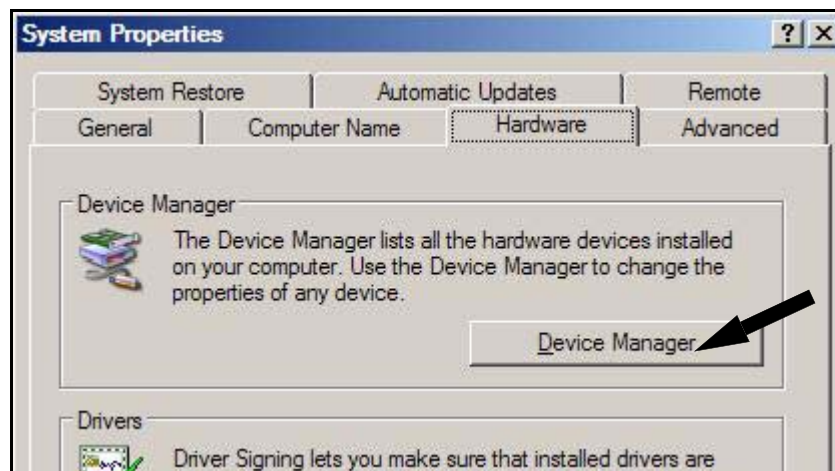 System Properties
System Restore
Automatic Updates
Remote
General
Computer Name
Hardware
Advanced
Device Manager
The Device Manager lists all the hardware devices installed
on your computer. Use the Device Manager to change the
properties of any device.
Device Manager
Drivers
Driver Signing lets you make sure that installed drivers are